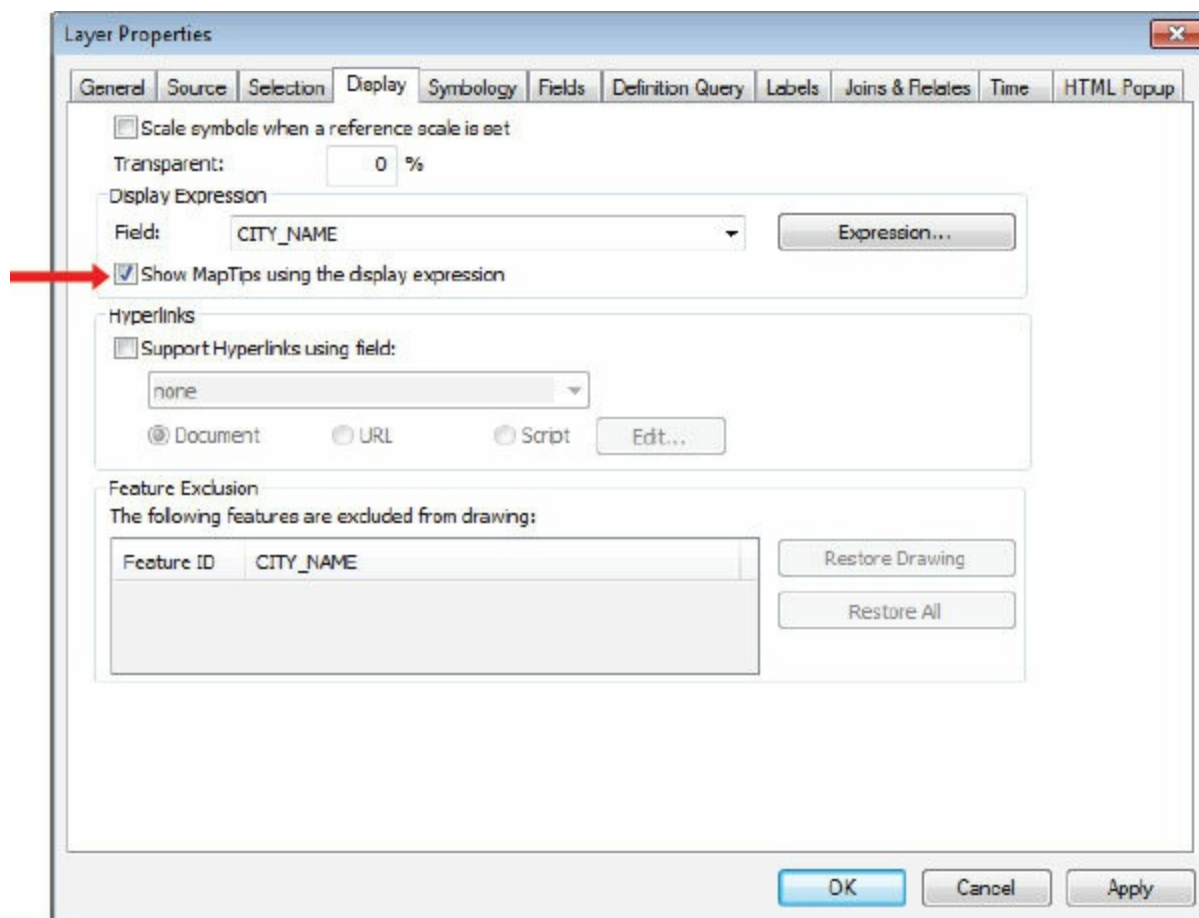 Layer Properties
General Source Selection Display Symbology Fields Definition Query Labels Joins & Relates Time HTML Popup
Scale symbols when a reference scale is set
Transparent: 0 %
Display Expression
Field: CITY_NAME Expression...
Show MapTips using the display expression
Hyperlinks
Support Hyperlinks using field:
none
Document URL Script Edit...
Feature Exclusion
The following features are excluded from drawing:
Feature ID CITY_NAME Restore Drawing
Restore All
OK Cancel Apply